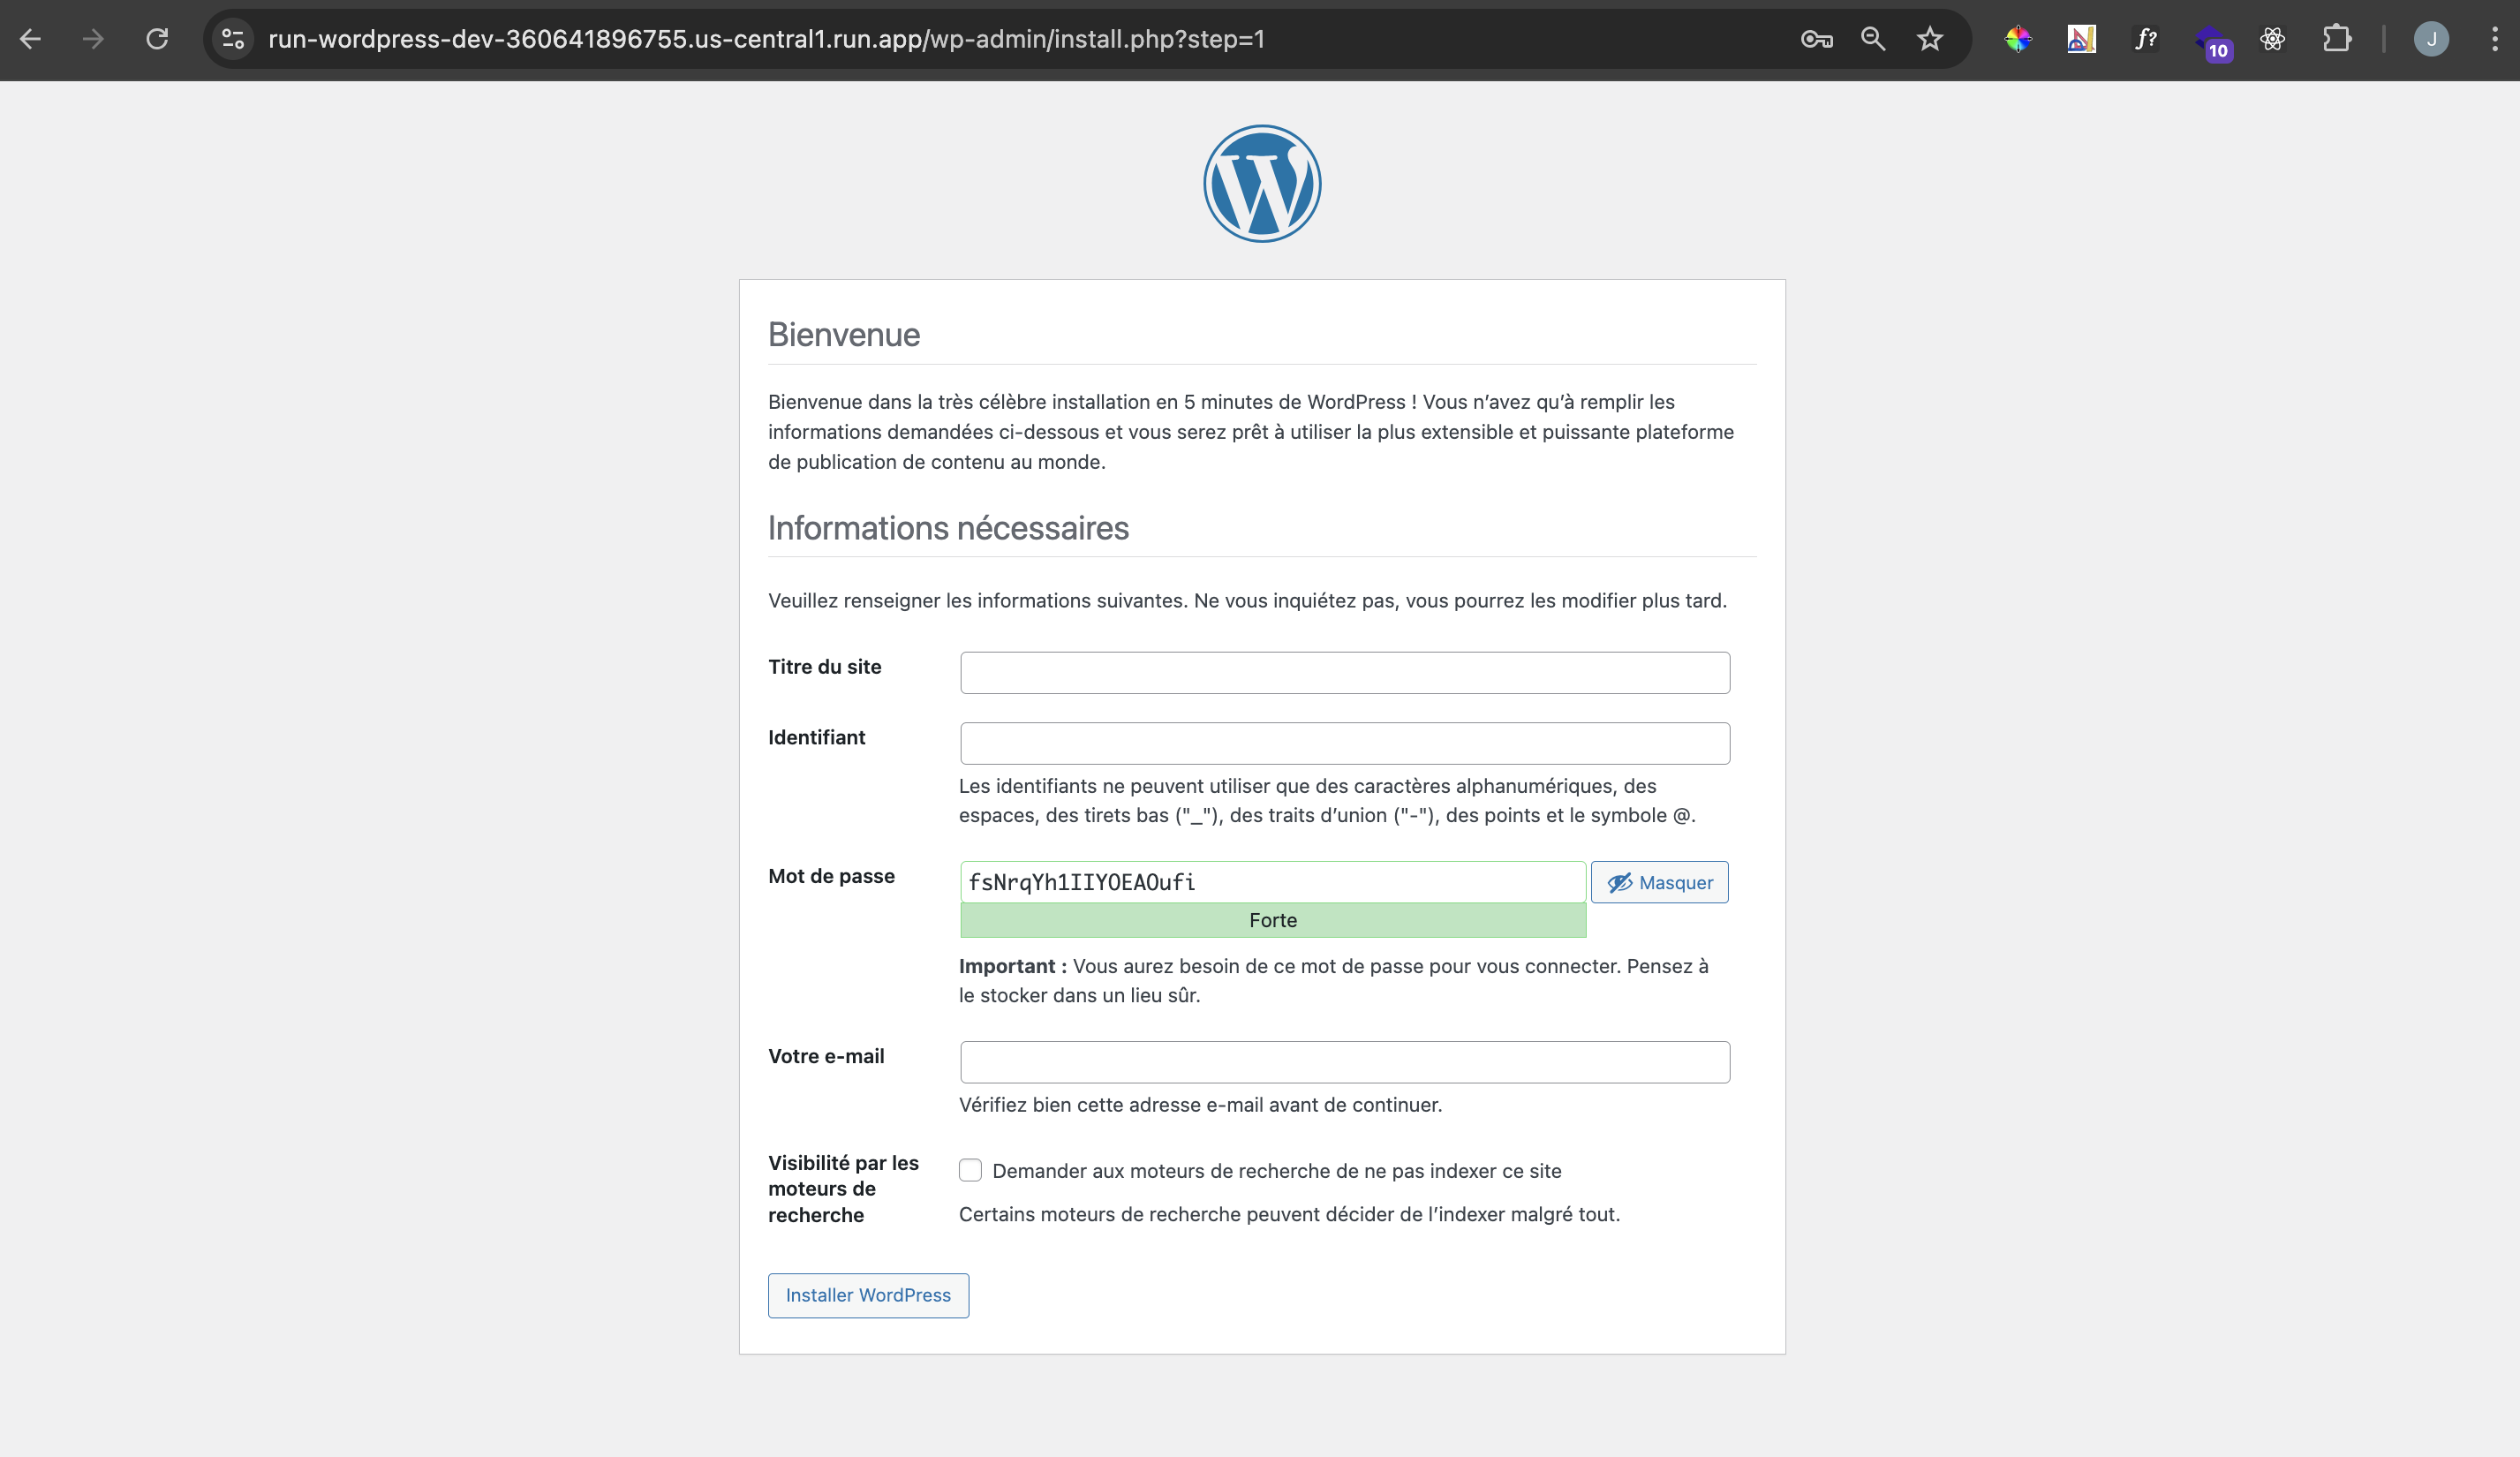 run-wordpress-dev-360641896755.us-central1.run.app/wp-admin/install.php?step=1
f?
10
J
Bienvenue
Bienvenue dans la très célèbre installation en 5 minutes de WordPress ! Vous n’avez qu’à remplir les
informations demandées ci-dessous et vous serez prêt à utiliser la plus extensible et puissante plateforme
de publication de contenu au monde.
Informations nécessaires
Veuillez renseigner les informations suivantes. Ne vous inquiétez pas, vous pourrez les modifier plus tard.
Titre du site
Identifiant
Les identifiants ne peuvent utiliser que des caractères alphanumériques, des
espaces, des tirets bas ("_"), des traits d’union ("-"), des points et le symbole @.
Mot de passe
fsNrqYh1IIYOEAOufi
Masquer
Forte
Important : Vous aurez besoin de ce mot de passe pour vous connecter. Pensez à
le stocker dans un lieu sûr.
Votre e-mail
Vérifiez bien cette adresse e-mail avant de continuer.
Visibilité par les
moteurs de
recherche
Demander aux moteurs de recherche de ne pas indexer ce site
Certains moteurs de recherche peuvent décider de l’indexer malgré tout.
Installer WordPress